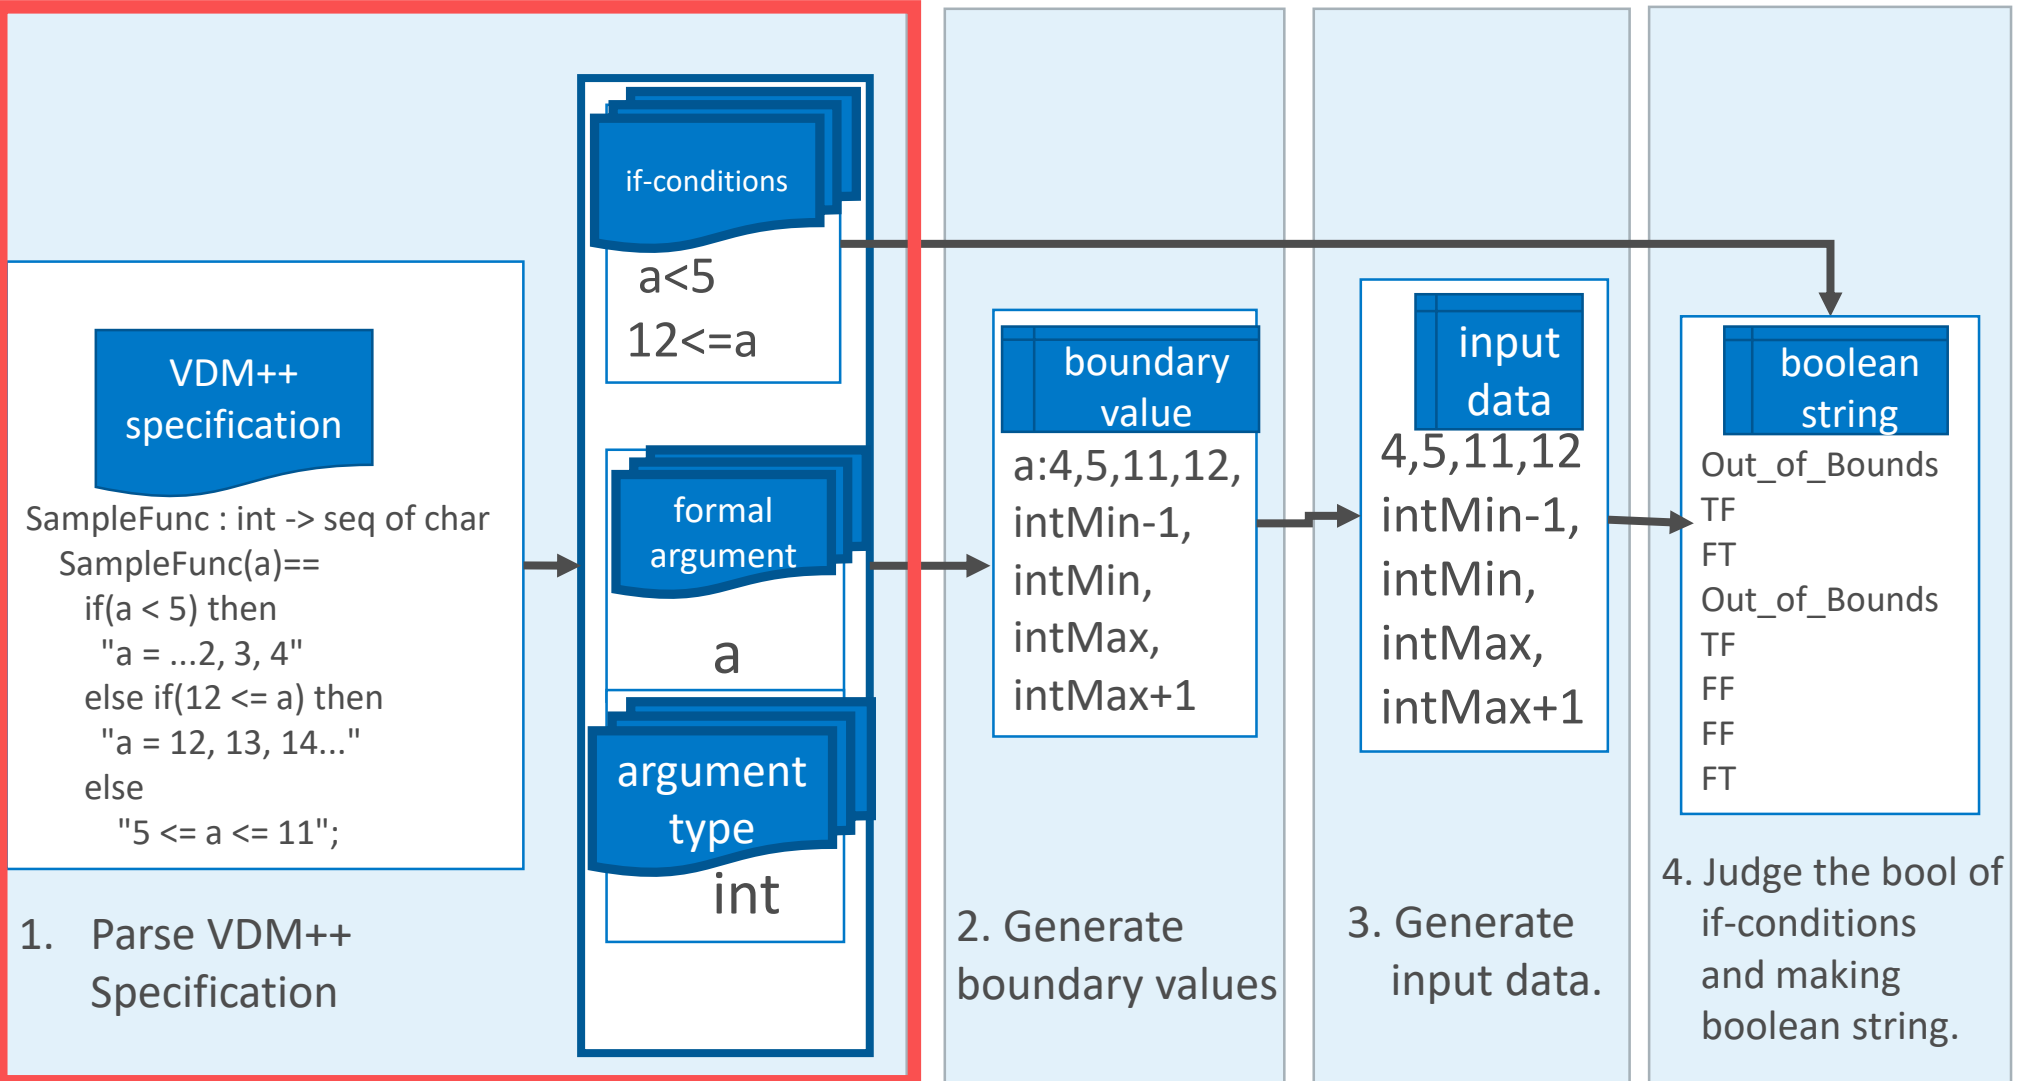 VDM++
specification
SampleFunc : int -> seq of char
SampleFunc(a)==
if(a < 5) then
"a = ...2, 3, 4"
else if(12 <= a) then
"a = 12, 13, 14..."
else
"5 <= a <= 11";
1. Parse VDM++
Specification
if-conditions
a<5
12<=a
formal
argument
a
argument
type
int
boundary
value
a:4,5,11,12,
intMin-1,
intMin,
intMax,
intMax+1
2. Generate
boundary values
input
data
4,5,11,12
intMin-1,
intMin,
intMax,
intMax+1
3. Generate
input data.
boolean
string
Out_of_Bounds
TF
FT
Out_of_Bounds
TF
FF
FF
FT
4. Judge the bool of
if-conditions
and making
boolean string.